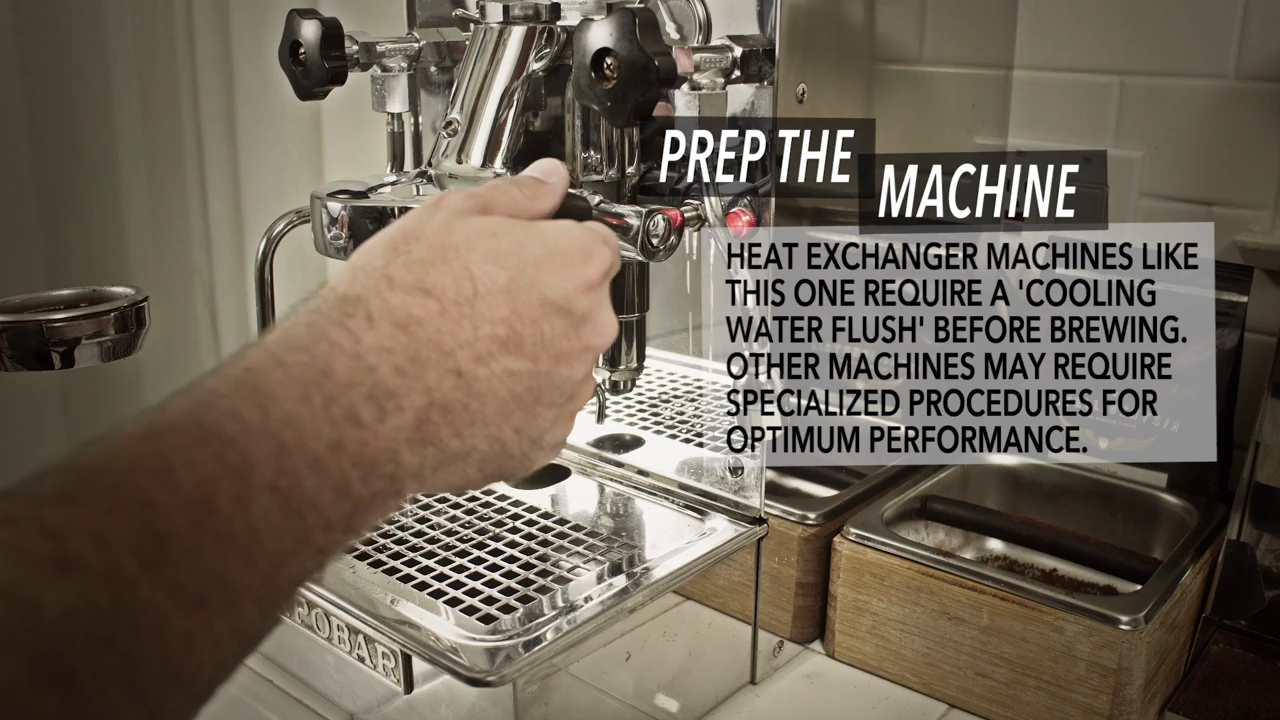 PREP THE
MACHINE
HEAT EXCHANGER MACHINES LIKE
THIS ONE REQUIRE A 'COOLING
WATER FLUSH' BEFORE BREWING.
OTHER MACHINES MAY REQUIRE
SPECIALIZED PROCEDURES FOR
OPTIMUM PERFORMANCE.
POBAR